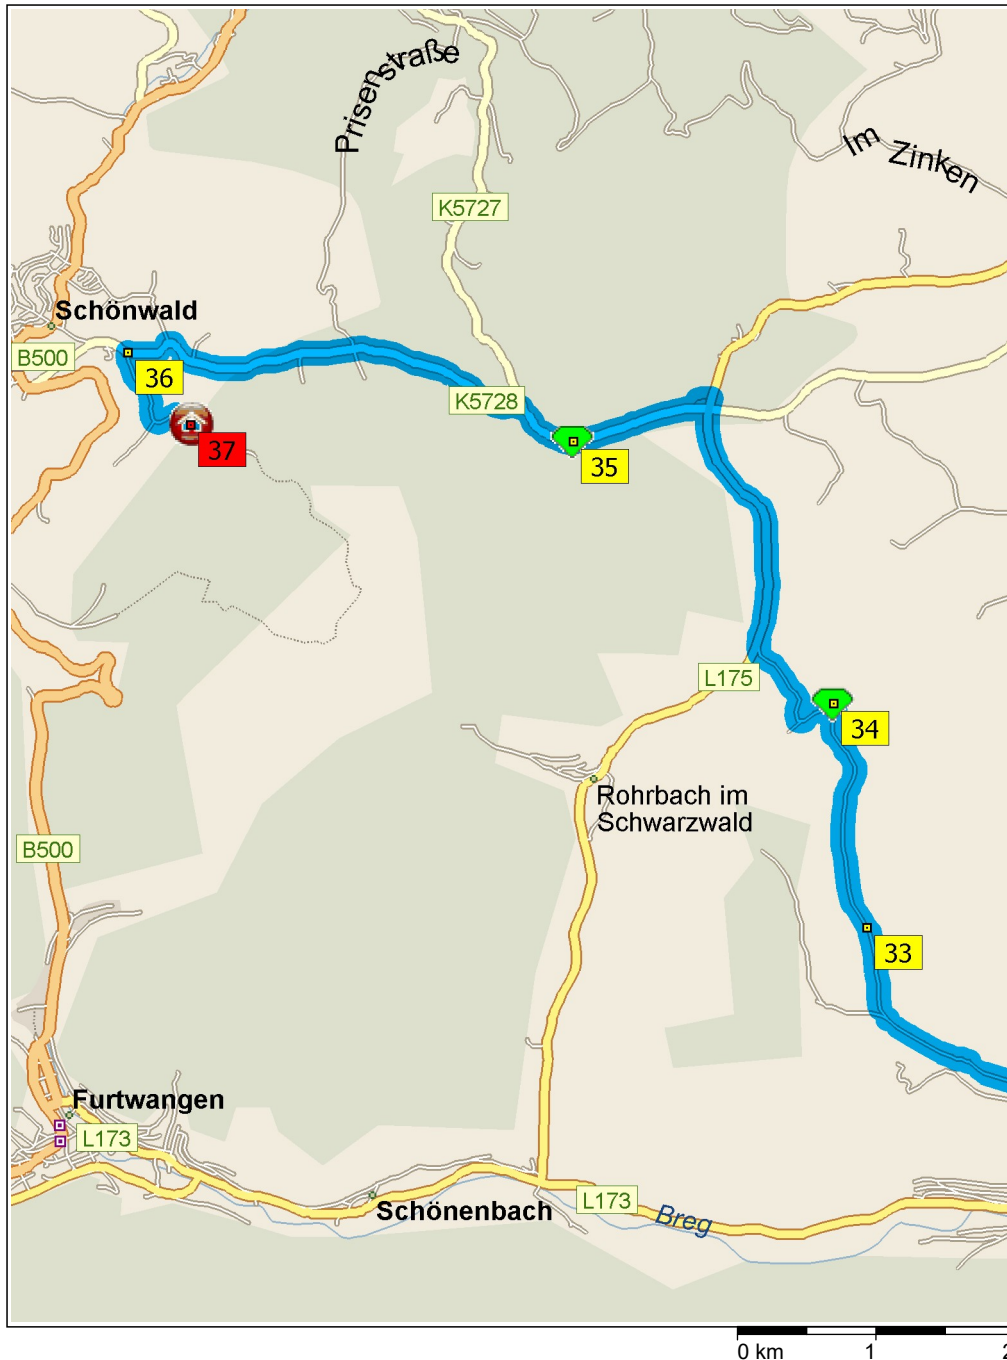 Prisenstraße
Im Zinken
K5727
Schönwald
B500
36
K5728
37
35
L175
34
Rohrbach im
Schwarzwald
B500
33
Furtwangen
L173
Schönenbach
L173
Breg
0 km 1 2